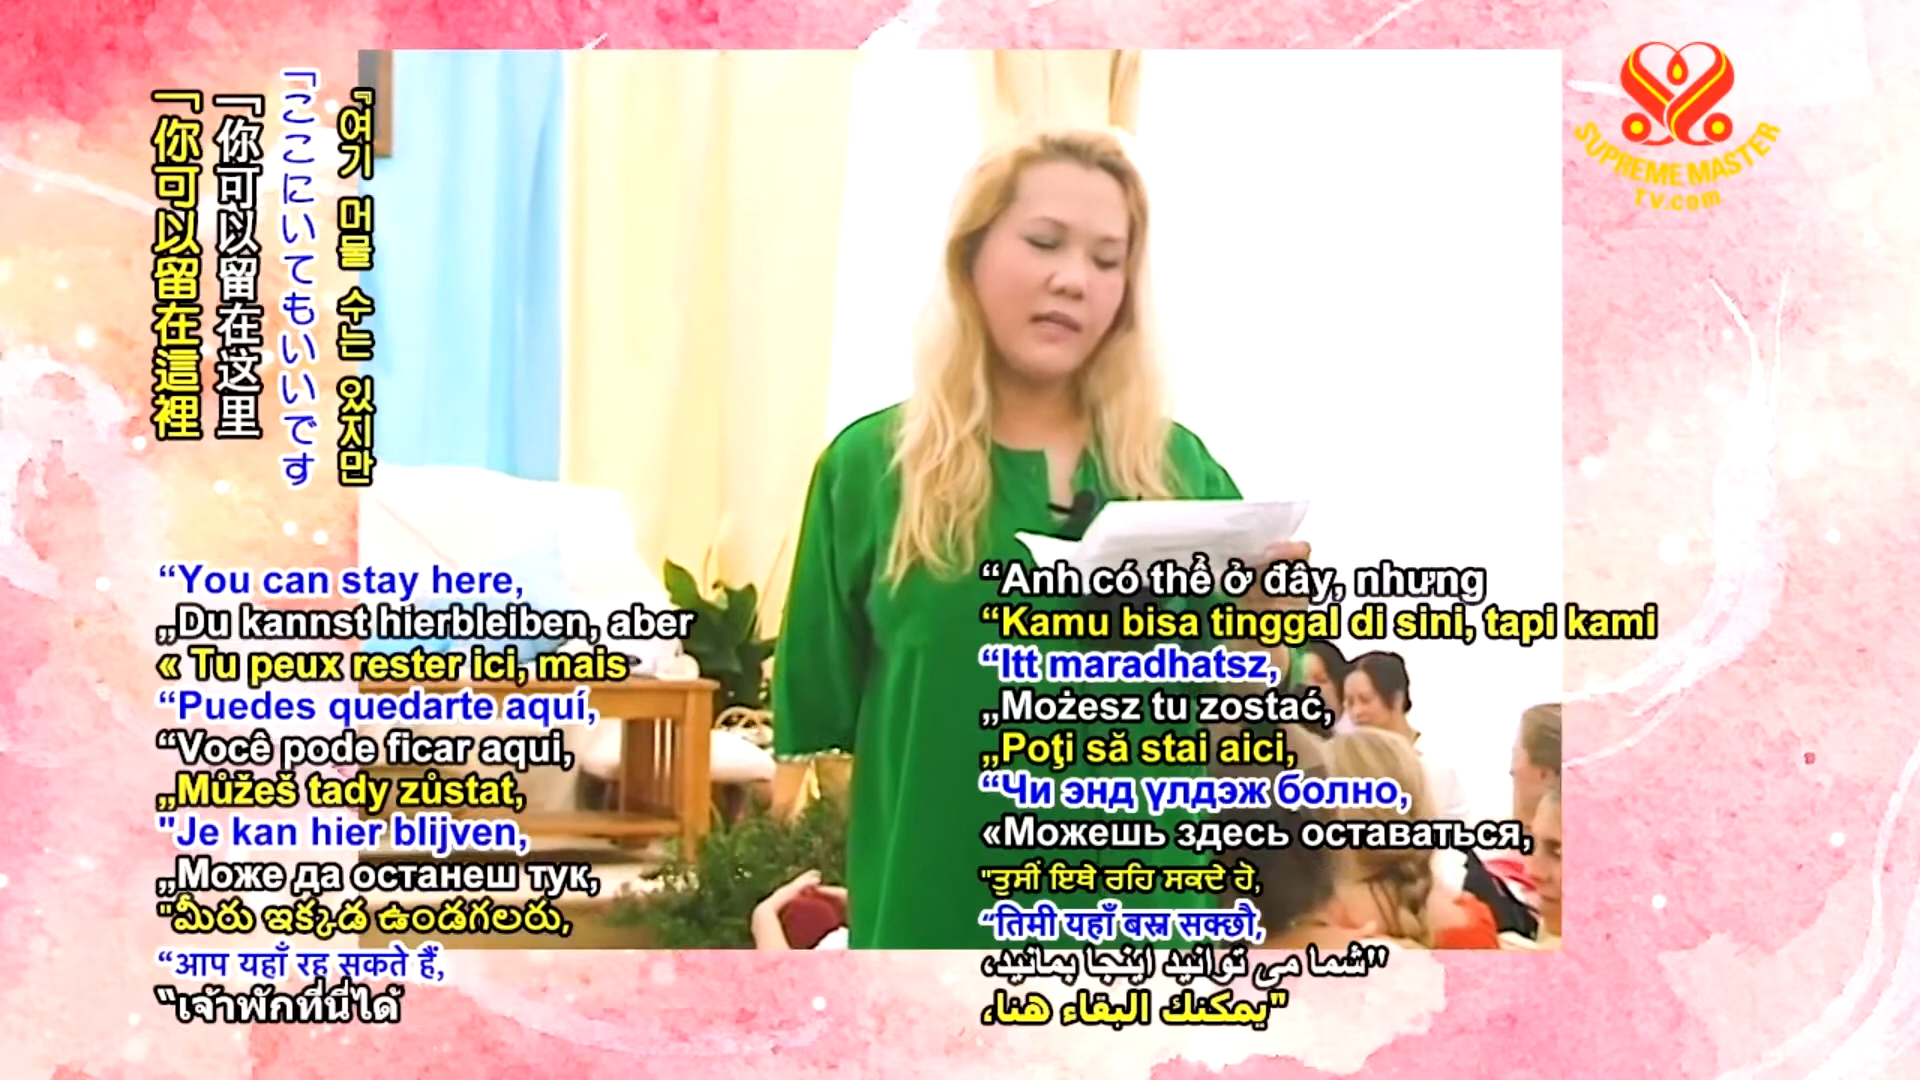 「你可以留在這裡
「你可以留在这里
「ここにいてもいいです
『여기 머물 수는 있지만
SUPREME MASTER
TV.com
“You can stay here,
„Du kannst hierbleiben, aber
« Tu peux rester ici, mais
“Puedes quedarte aquí,
“Você pode ficar aqui,
„Můžeš tady zůstat,
"Je kan hier blijven,
„Може да останеш тук,
"మీరు ఇక్కడ ఉండగలరు,
“आप यहाँ रह सकते हैं,
“เจ้าพักที่นี่ได้
“Anh có thể ở đây, nhưng
“Kamu bisa tinggal di sini, tapi kami
“Itt maradhatsz,
„Możesz tu zostać,
„Poţi să stai aici,
“Чи энд үлдэж болно,
«Можешь здесь оставаться,
"ਤੁਸੀਂ ਇਥੇ ਰਹਿ ਸਕਦੇ ਹੋ,
“तिमी यहाँ बस्न सक्छौ,
"شما می توانید اینجا بمانید،
"يمكنك البقاء هنا،